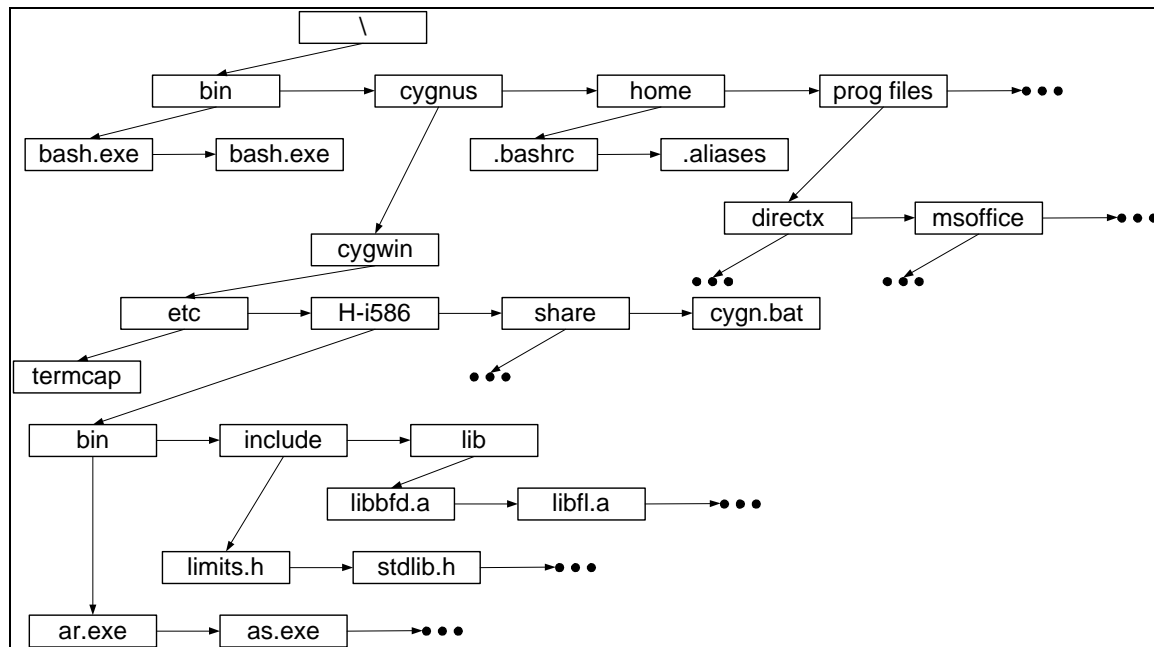 \
bin cygnus home prog files
bash.exe bash.exe .bashrc .aliases
directx msoffice
cygwin
etc H-i586 share cygn.bat
termcap
bin include lib
libbfd.a libfl.a
limits.h stdlib.h
ar.exe as.exe